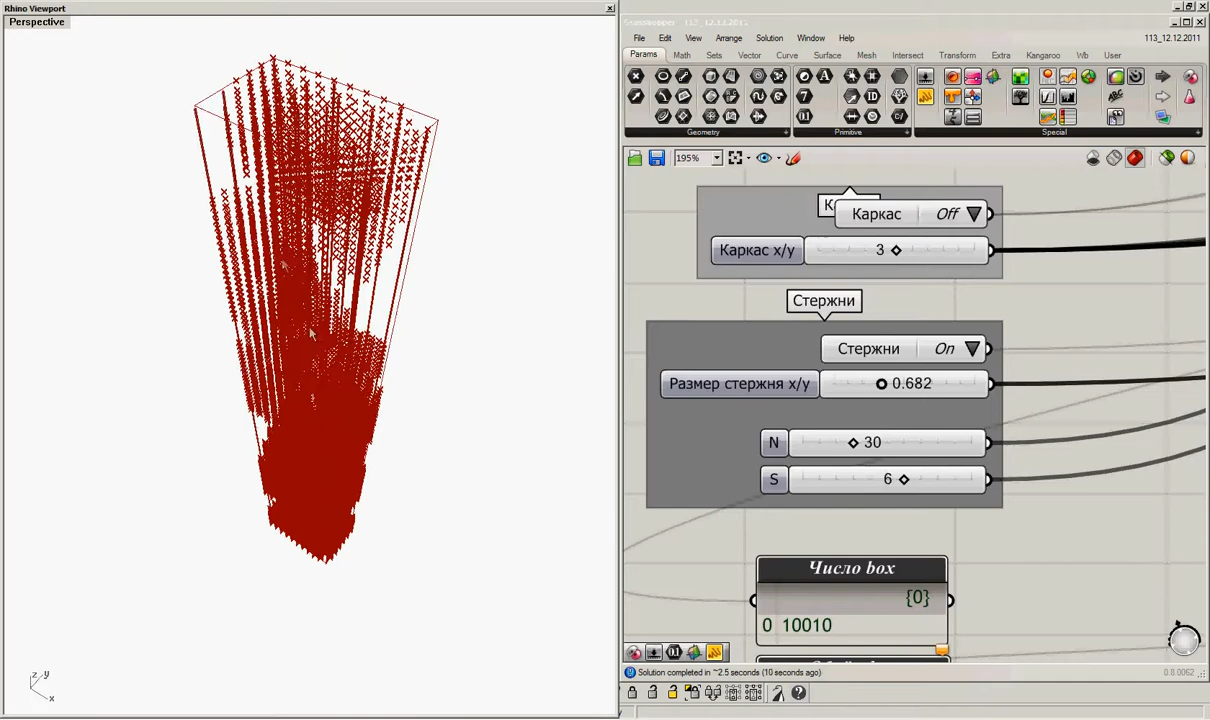 Rhino Viewport
Perspective
z
y
x
113_12.12.2011
File Edit View Arrange Solution Window Help
113_12.12.2011
Params Math Sets Vector Curve Surface Mesh Intersect Transform Extra Kangaroo Wb User
Geometry
Primitive
Special
195%
Каркас Off
Каркас x/y 3
Стержни
Стержни On
Размер стержня x/y 0.682
N 30
S 6
Число box
{0}
0 10010
Solution completed in ~2.5 seconds (10 seconds ago)
0.8.0062